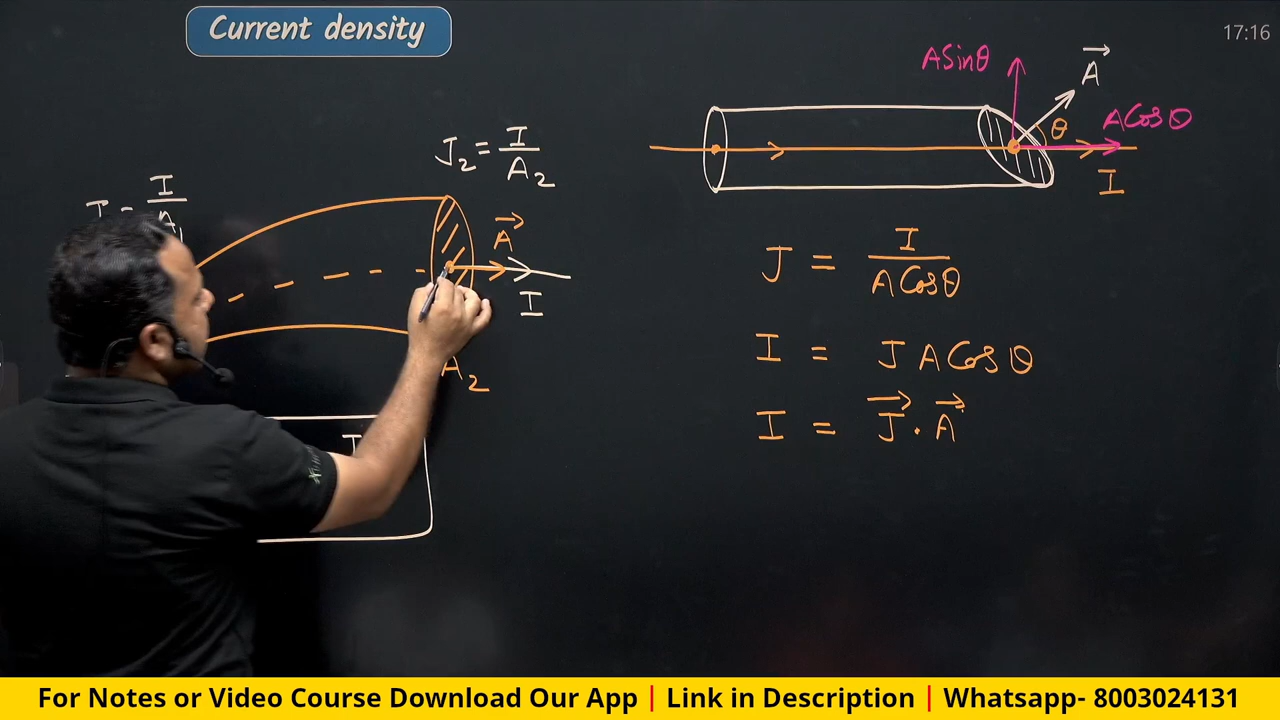 Current density
17:16
J₂ = I / A₂
I / A₁
A⃗
I
A₂
ASinθ
A⃗
θ
ACosθ
I
J = I / ACosθ
I = JACosθ
I = J⃗ . A⃗
For Notes or Video Course Download Our App | Link in Description | Whatsapp- 8003024131